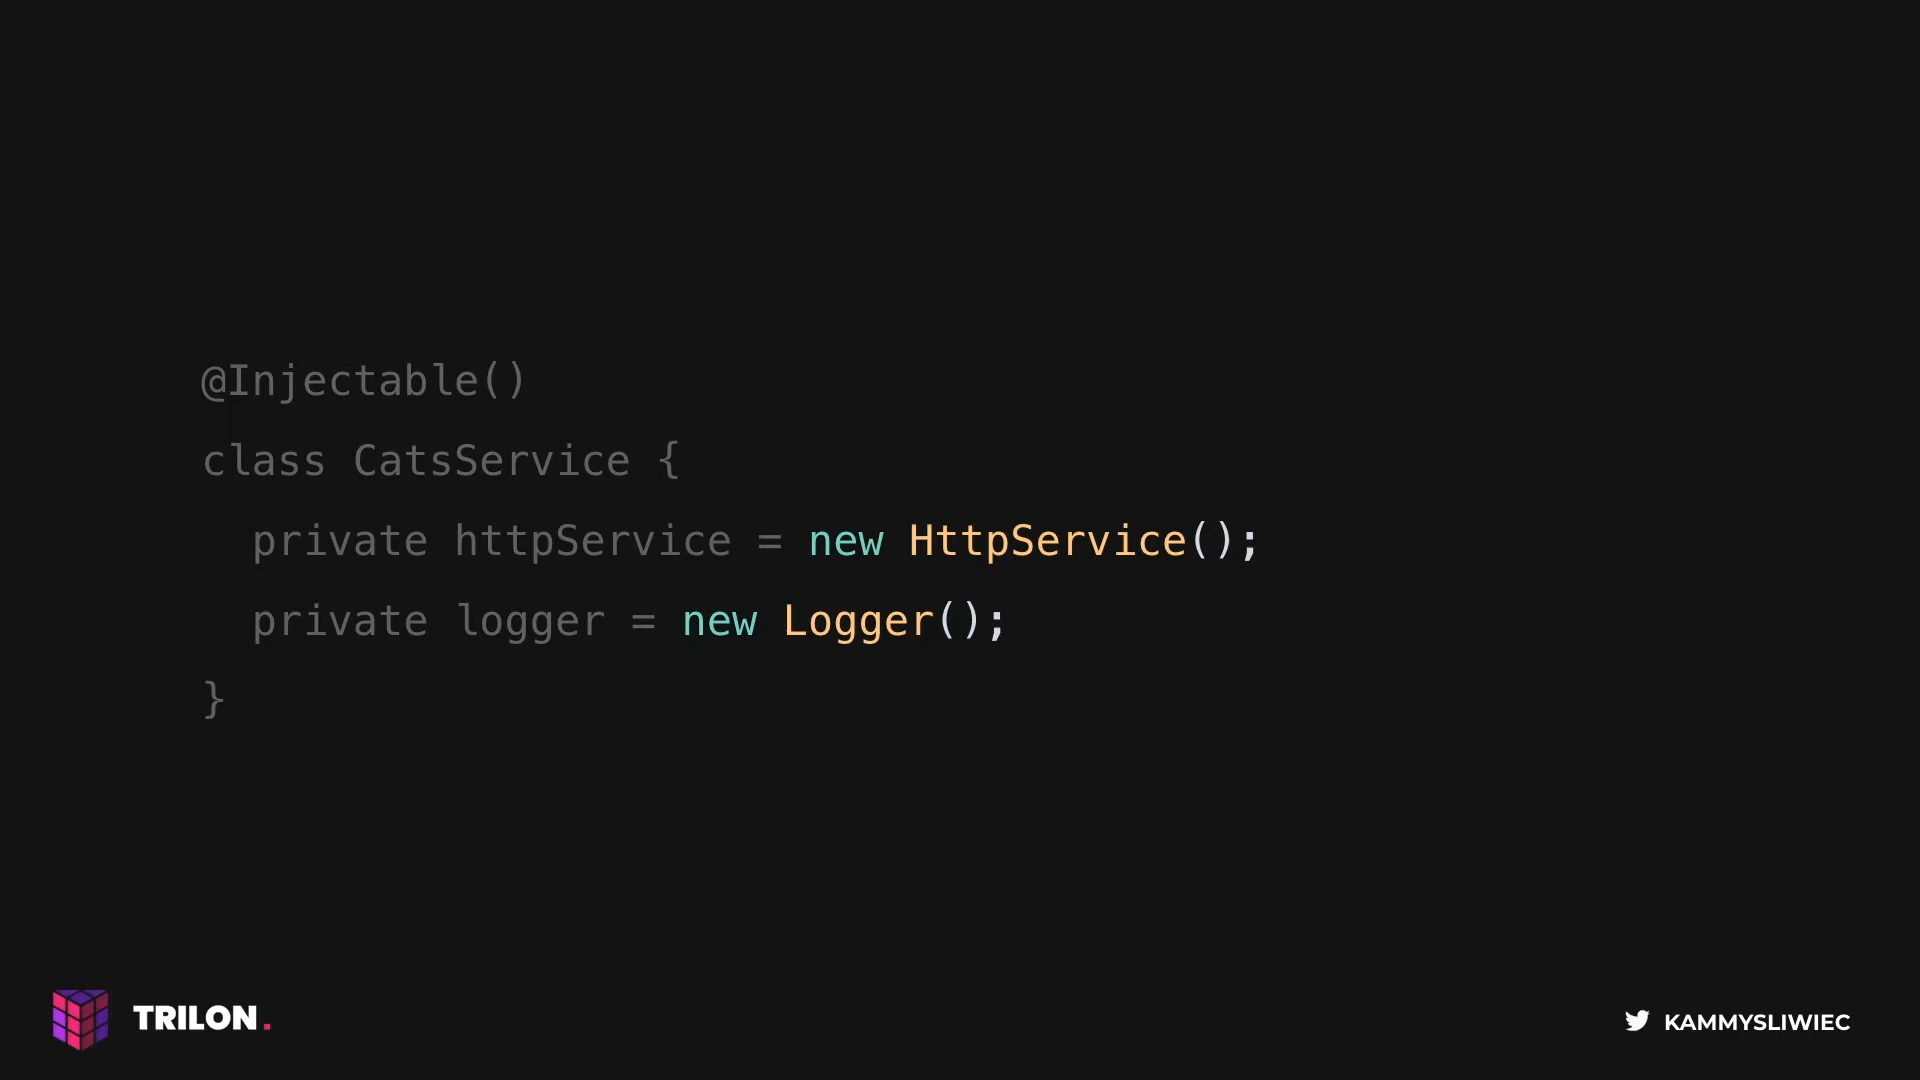 @Injectable()
class CatsService {
  private httpService = new HttpService();
  private logger = new Logger();
}
TRILON.
KAMMYSLIWIEC